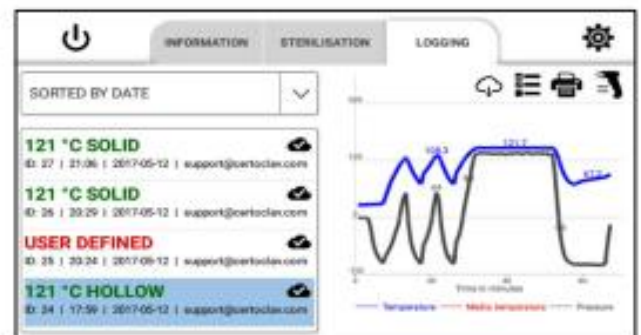 INFORMATION
STERILISATION
LOGGING
SORTED BY DATE
121 °C SOLID
ID: 27 | 21:06 | 2017-05-12 | support@certoclav.com
121 °C SOLID
ID: 26 | 20:29 | 2017-05-12 | support@certoclav.com
USER DEFINED
ID: 25 | 20:24 | 2017-05-12 | support@certoclav.com
121 °C HOLLOW
ID: 24 | 17:59 | 2017-05-12 | support@certoclav.com
121.7
Time in minutes
Temperature
Media temperature
Pressure